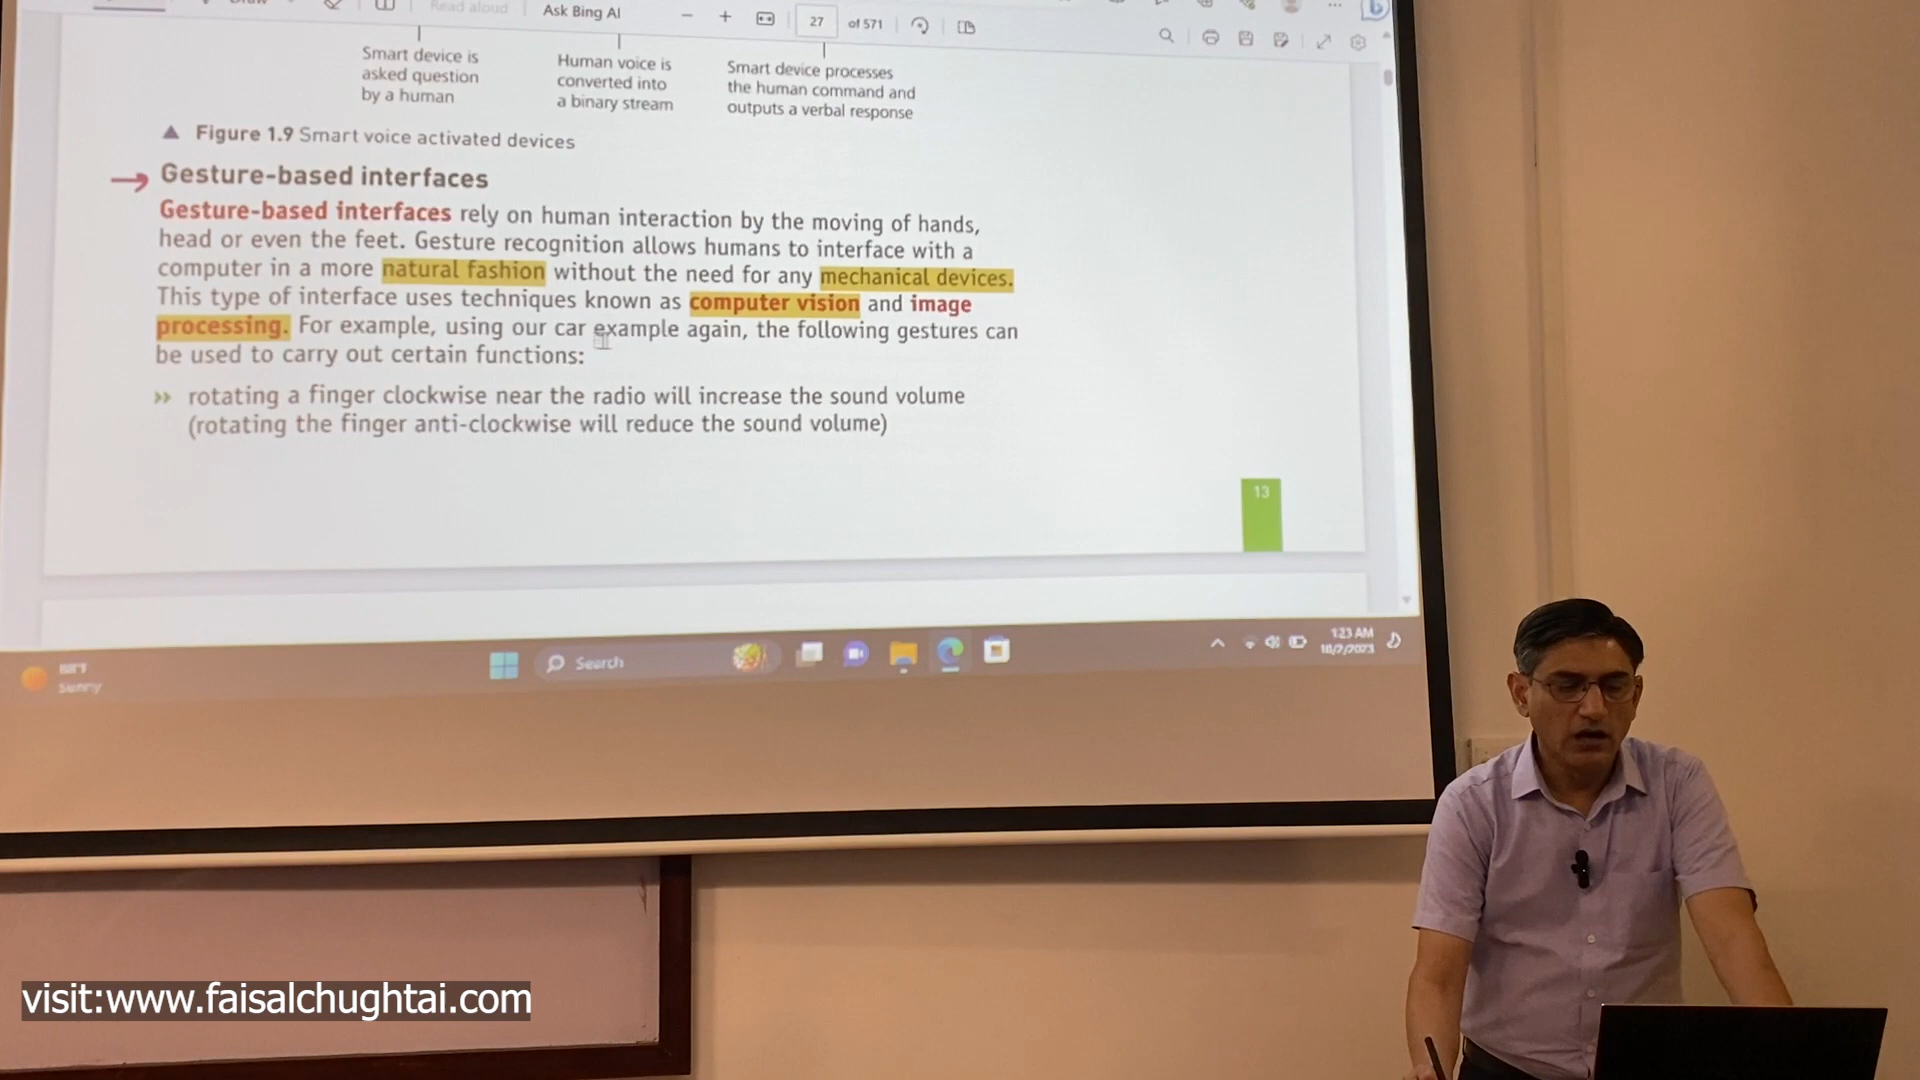 Draw
Read aloud
Ask Bing AI
27
of 571
Smart device is
asked question
by a human
Human voice is
converted into
a binary stream
Smart device processes
the human command and
outputs a verbal response
▲ Figure 1.9 Smart voice activated devices
Gesture-based interfaces
Gesture-based interfaces rely on human interaction by the moving of hands,
head or even the feet. Gesture recognition allows humans to interface with a
computer in a more natural fashion without the need for any mechanical devices.
This type of interface uses techniques known as computer vision and image
processing. For example, using our car example again, the following gestures can
be used to carry out certain functions:
rotating a finger clockwise near the radio will increase the sound volume
(rotating the finger anti-clockwise will reduce the sound volume)
13
Sunny
Search
1:23 AM
visit:www.faisalchughtai.com